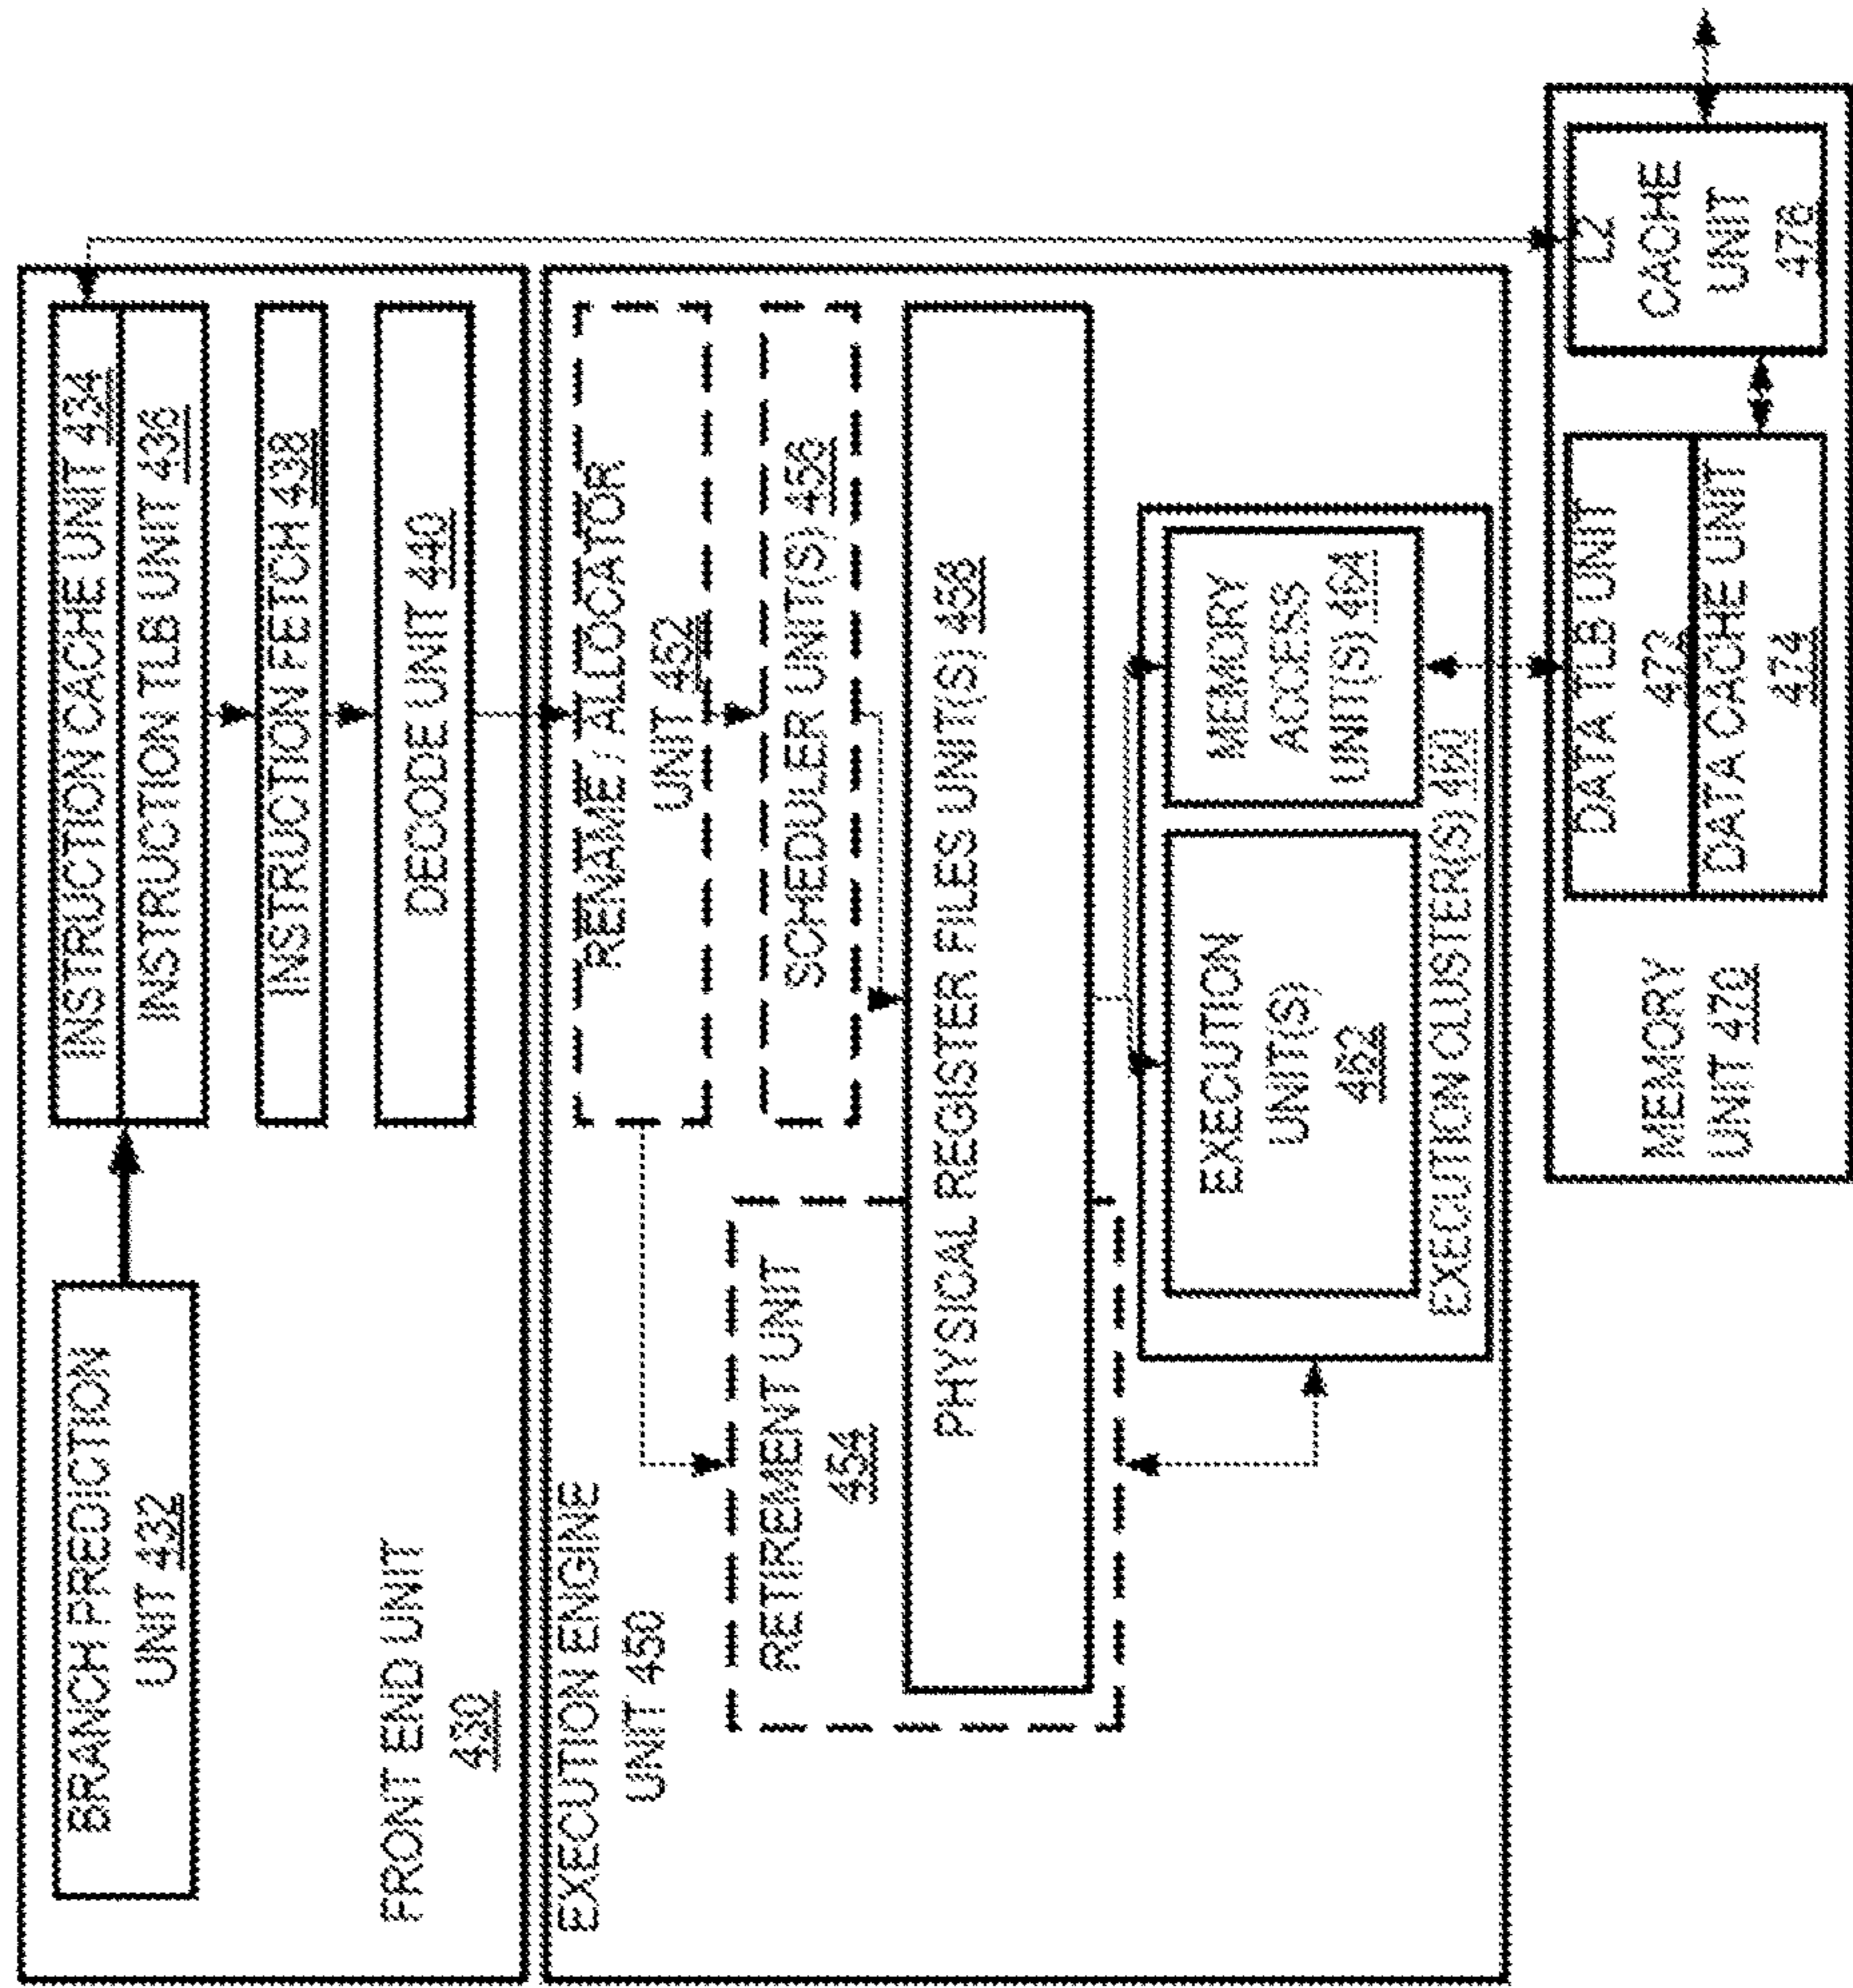 BRANCH PREDICTION
UNIT 432
INSTRUCTION CACHE UNIT 434
INSTRUCTION TLB UNIT 436
INSTRUCTION FETCH 438
DECODE UNIT 440
FRONT END UNIT
430
EXECUTION ENGINE
UNIT 450
RENAME / ALLOCATOR
UNIT 452
SCHEDULER UNIT(S) 456
RETIREMENT UNIT
454
PHYSICAL REGISTER FILES UNIT(S) 458
EXECUTION
UNIT(S)
462
MEMORY
ACCESS
UNIT(S) 464
EXECUTION CLUSTER(S) 460
MEMORY
UNIT 470
DATA TLB UNIT
472
DATA CACHE UNIT
474
L2
CACHE
UNIT
476